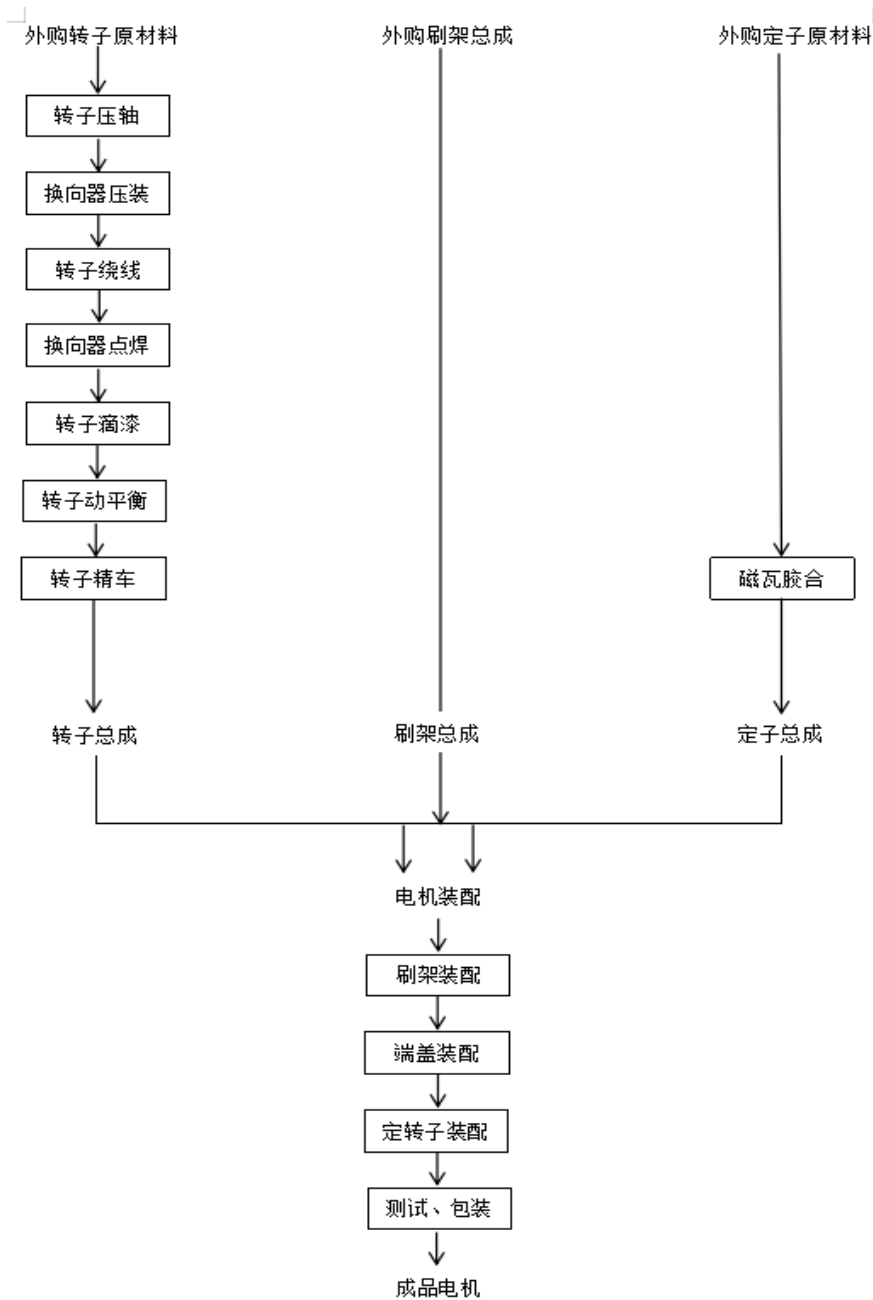 外购转子原材料
外购刷架总成
外购定子原材料
转子压轴
换向器压装
转子绕线
换向器点焊
转子滴漆
转子动平衡
转子精车
磁瓦胶合
转子总成
刷架总成
定子总成
电机装配
刷架装配
端盖装配
定转子装配
测试、包装
成品电机